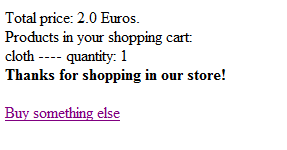 Total price: 2.0 Euros.
Products in your shopping cart:
cloth ---- quantity: 1
Thanks for shopping in our store!
Buy something else